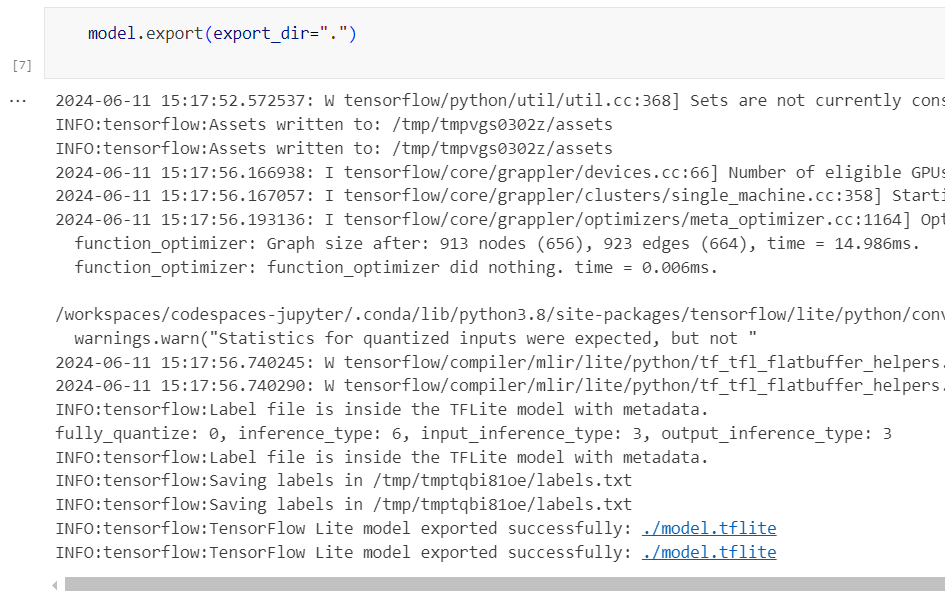 model.export(export_dir=".")
[7]
...
2024-06-11 15:17:52.572537: W tensorflow/python/util/util.cc:368] Sets are not currently cons
INFO:tensorflow:Assets written to: /tmp/tmpvgs0302z/assets
INFO:tensorflow:Assets written to: /tmp/tmpvgs0302z/assets
2024-06-11 15:17:56.166938: I tensorflow/core/grappler/devices.cc:66] Number of eligible GPUs
2024-06-11 15:17:56.167057: I tensorflow/core/grappler/clusters/single_machine.cc:358] Starti
2024-06-11 15:17:56.193136: I tensorflow/core/grappler/optimizers/meta_optimizer.cc:1164] Opt
  function_optimizer: Graph size after: 913 nodes (656), 923 edges (664), time = 14.986ms.
  function_optimizer: function_optimizer did nothing. time = 0.006ms.
/workspaces/codespaces-jupyter/.conda/lib/python3.8/site-packages/tensorflow/lite/python/conv
  warnings.warn("Statistics for quantized inputs were expected, but not "
2024-06-11 15:17:56.740245: W tensorflow/compiler/mlir/lite/python/tf_tfl_flatbuffer_helpers.
2024-06-11 15:17:56.740290: W tensorflow/compiler/mlir/lite/python/tf_tfl_flatbuffer_helpers.
INFO:tensorflow:Label file is inside the TFLite model with metadata.
fully_quantize: 0, inference_type: 6, input_inference_type: 3, output_inference_type: 3
INFO:tensorflow:Label file is inside the TFLite model with metadata.
INFO:tensorflow:Saving labels in /tmp/tmptqbi81oe/labels.txt
INFO:tensorflow:Saving labels in /tmp/tmptqbi81oe/labels.txt
INFO:tensorflow:TensorFlow Lite model exported successfully: ./model.tflite
INFO:tensorflow:TensorFlow Lite model exported successfully: ./model.tflite